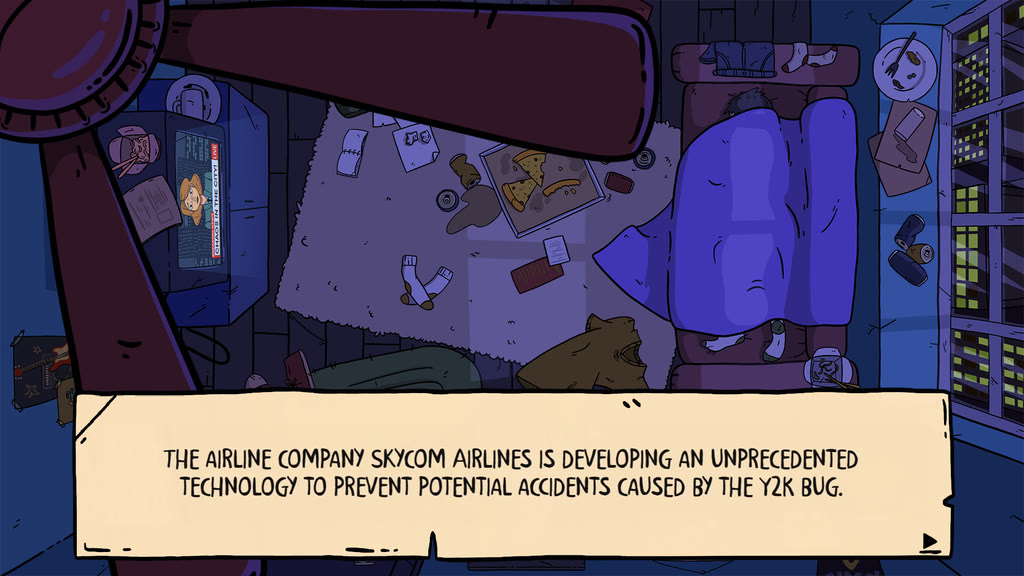 LIVE
CHAOS IN THE CITY!
THE AIRLINE COMPANY SKYCOM AIRLINES IS DEVELOPING AN UNPRECEDENTED
TECHNOLOGY TO PREVENT POTENTIAL ACCIDENTS CAUSED BY THE Y2K BUG.